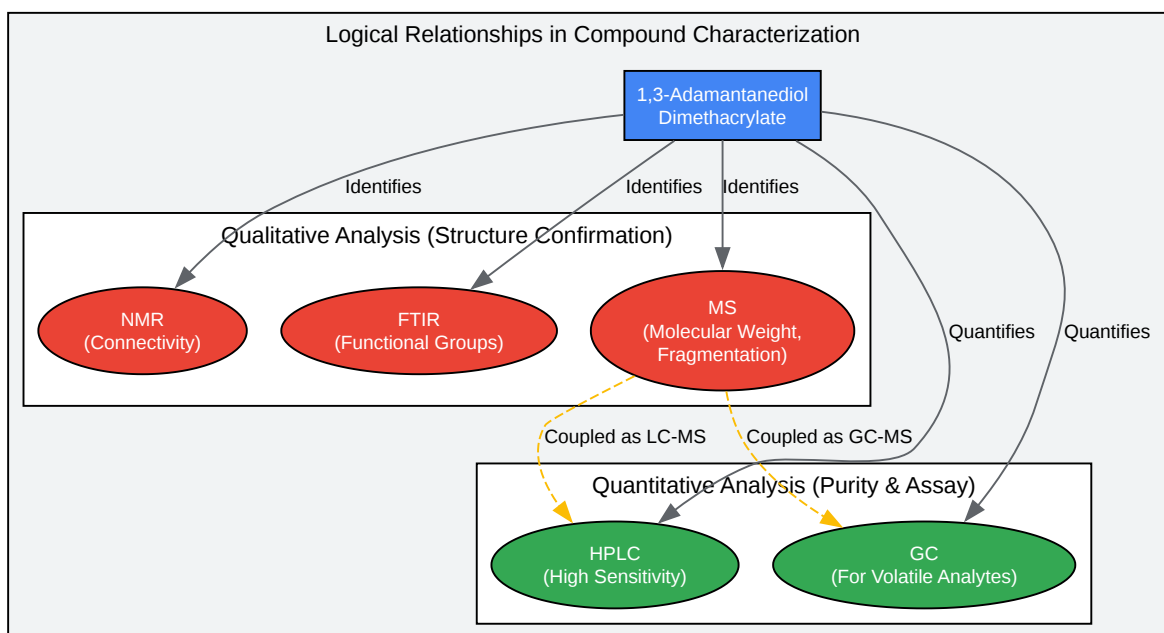 Logical Relationships in Compound Characterization
1,3-Adamantanediol
Dimethacrylate
Identifies
Identifies
Identifies
Qualitative Analysis (Structure Confirmation)
NMR
(Connectivity)
FTIR
(Functional Groups)
MS
(Molecular Weight,
Fragmentation)
Quantifies
Quantifies
Coupled as LC-MS
Coupled as GC-MS
Quantitative Analysis (Purity & Assay)
HPLC
(High Sensitivity)
GC
(For Volatile Analytes)